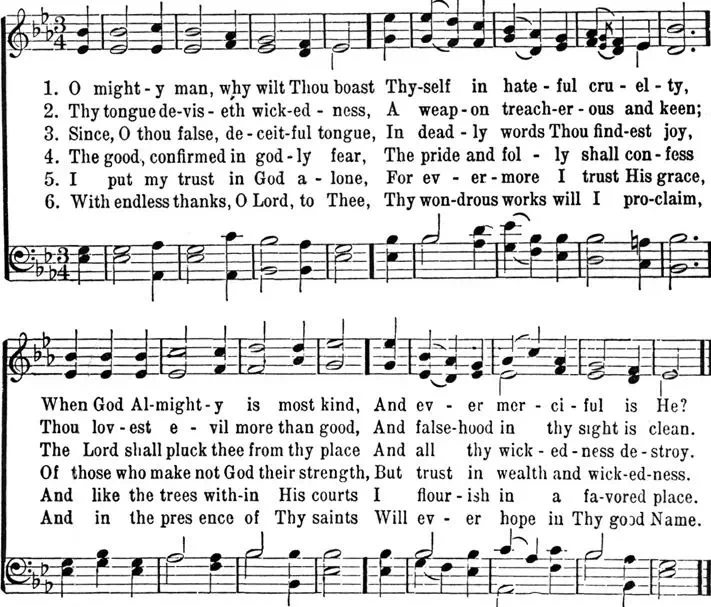 3
4
1. O might-y man, why wilt Thou boast Thy-self in hate-ful cru-el-ty,
2. Thy tongue de-vis-eth wick-ed-ness, A weap-on treach-er-ous and keen;
3. Since, O thou false, de-ceit-ful tongue, In dead-ly words Thou find-est joy,
4. The good, confirmed in god-ly fear, The pride and fol-ly shall con-fess
5. I put my trust in God a-lone, For ev-er-more I trust His grace,
6. With endless thanks, O Lord, to Thee, Thy won-drous works will I pro-claim,
3
4
When God Al-might-y is most kind, And ev-er mer-ci-ful is He?
Thou lov-est e-vil more than good, And false-hood in thy sight is clean.
The Lord shall pluck thee from thy place And all thy wick-ed-ness de-stroy.
Of those who make not God their strength, But trust in wealth and wick-ed-ness.
And like the trees with-in His courts I flour-ish in a fa-vored place.
And in the pres ence of Thy saints Will ev-er hope in Thy good Name.